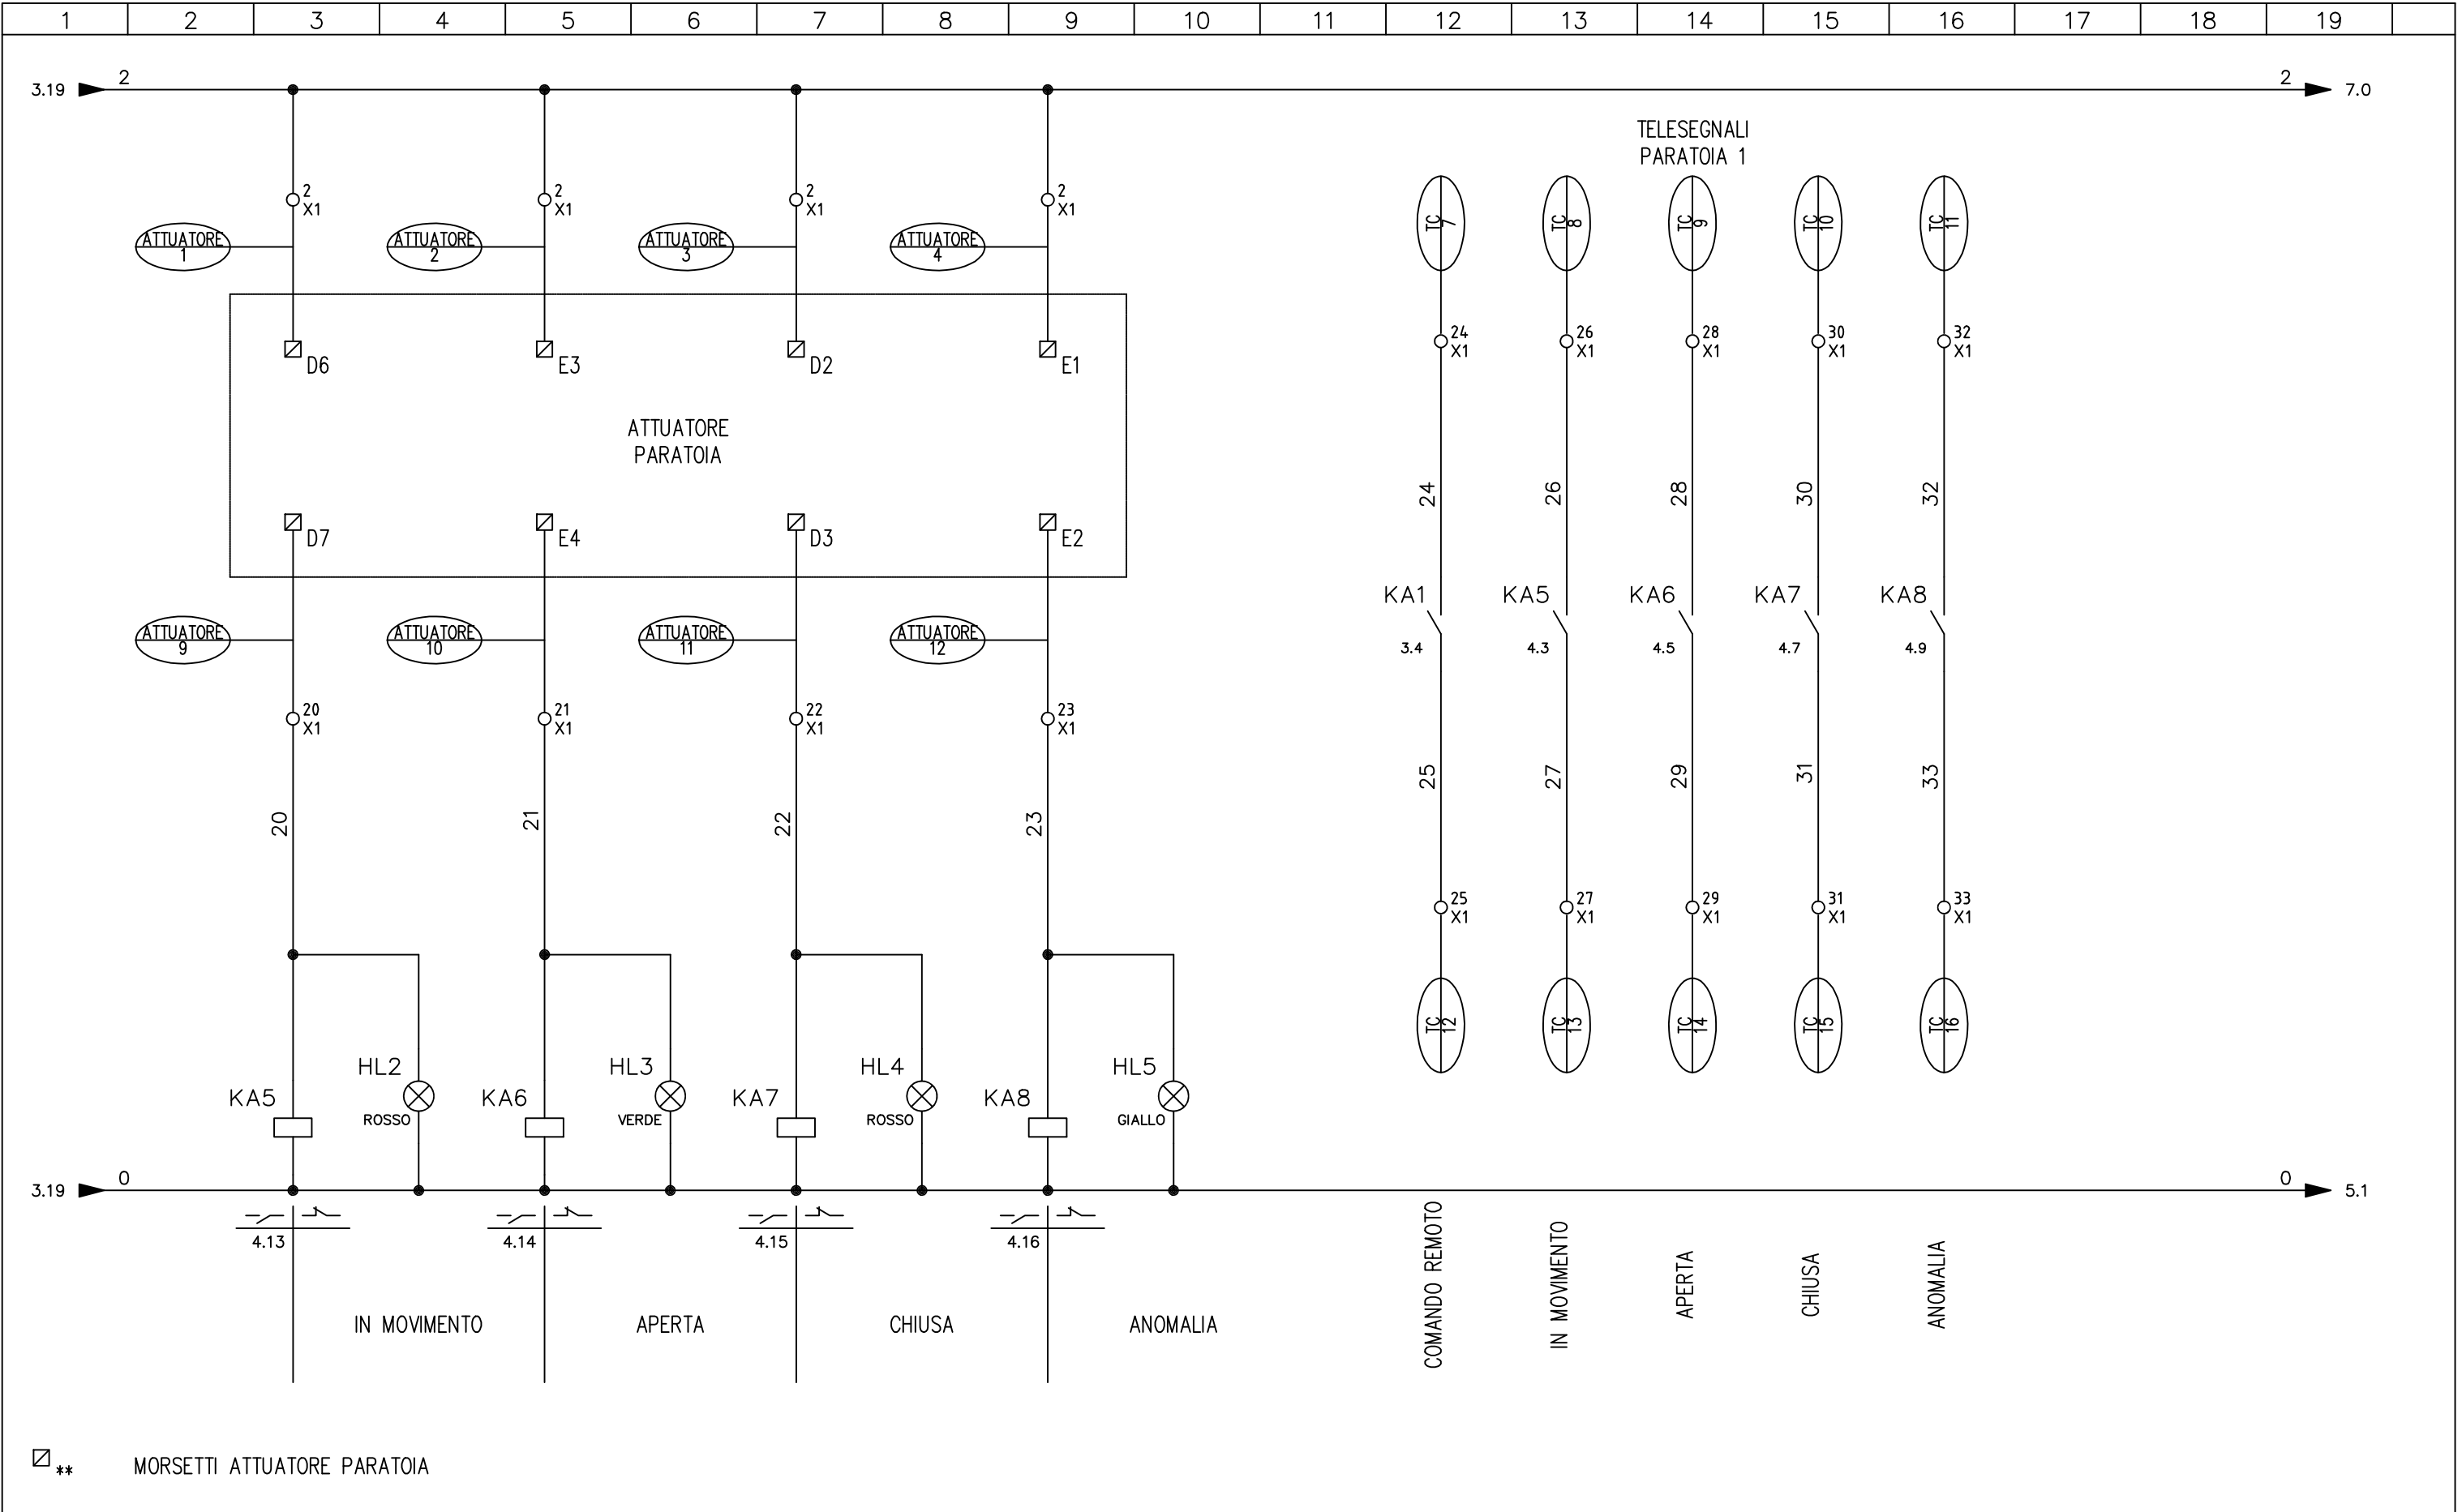 1 2 3 4 5 6 7 8 9 10 11 12 13 14 15 16 17 18 19
3.19 2 2 7.0
TELESEGNALI
PARATOIA 1
2 2 2 2
X1 X1 X1 X1
ATTUATORE ATTUATORE ATTUATORE ATTUATORE
1 2 3 4
TC TC TC TC TC
7 8 9 10 11
24 26 28 30 32
X1 X1 X1 X1 X1
D6 E3 D2 E1
ATTUATORE
PARATOIA
24 26 28 30 32
D7 E4 D3 E2
KA1 KA5 KA6 KA7 KA8
ATTUATORE ATTUATORE ATTUATORE ATTUATORE
9 10 11 12
3.4 4.3 4.5 4.7 4.9
20 21 22 23
X1 X1 X1 X1
25 27 29 31 33
20 21 22 23
25 27 29 31 33
X1 X1 X1 X1 X1
TC TC TC TC TC
12 13 14 15 16
HL2 HL3 HL4 HL5
KA5 KA6 KA7 KA8
ROSSO VERDE ROSSO GIALLO
3.19 0 0 5.1
4.13 4.14 4.15 4.16
COMANDO REMOTO
IN MOVIMENTO
APERTA
CHIUSA
ANOMALIA
IN MOVIMENTO APERTA CHIUSA ANOMALIA
** MORSETTI ATTUATORE PARATOIA